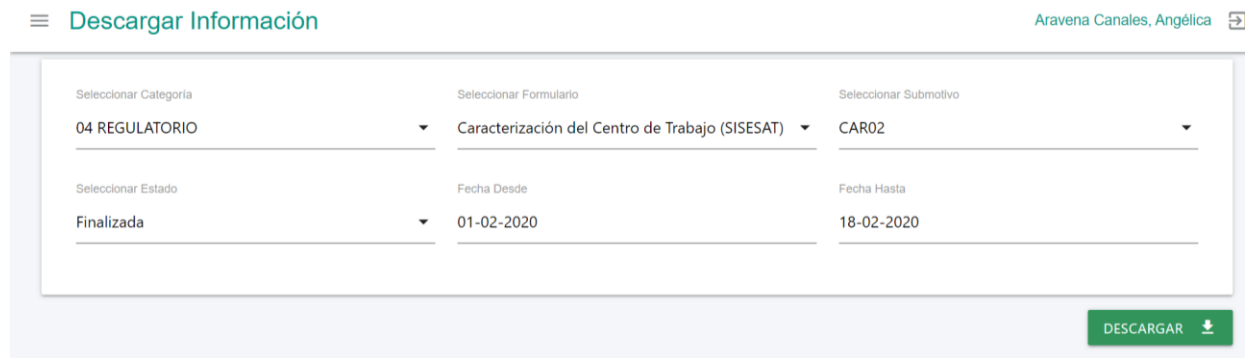 Descargar Información
Aravena Canales, Angélica
Seleccionar Categoría
Seleccionar Formulario
Seleccionar Submotivo
04 REGULATORIO
Caracterización del Centro de Trabajo (SISESAT)
CAR02
Seleccionar Estado
Fecha Desde
Fecha Hasta
Finalizada
01-02-2020
18-02-2020
DESCARGAR